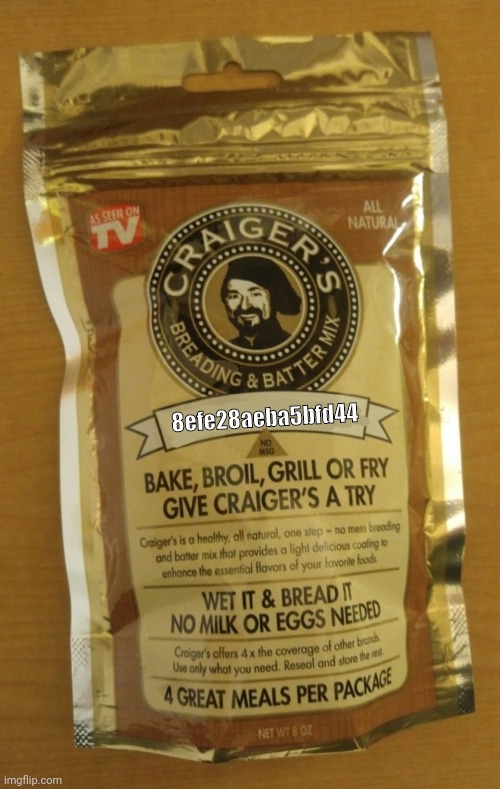 AS SEEN ON
TV
ALL
NATURAL
CRAIGER'S
BREADING & BATTER MIX
8efe28aeba5bfd44
NO
MSG
BAKE, BROIL, GRILL OR FRY
GIVE CRAIGER'S A TRY
Craiger's is a healthy, all natural, one step - no mess breading
and batter mix that provides a light delicious coating to
enhance the essential flavors of your favorite foods.
WET IT & BREAD IT
NO MILK OR EGGS NEEDED
Craiger's offers 4 x the coverage of other brands.
Use only what you need. Reseal and store the rest.
4 GREAT MEALS PER PACKAGE
NET WT 8 OZ
imgflip.com